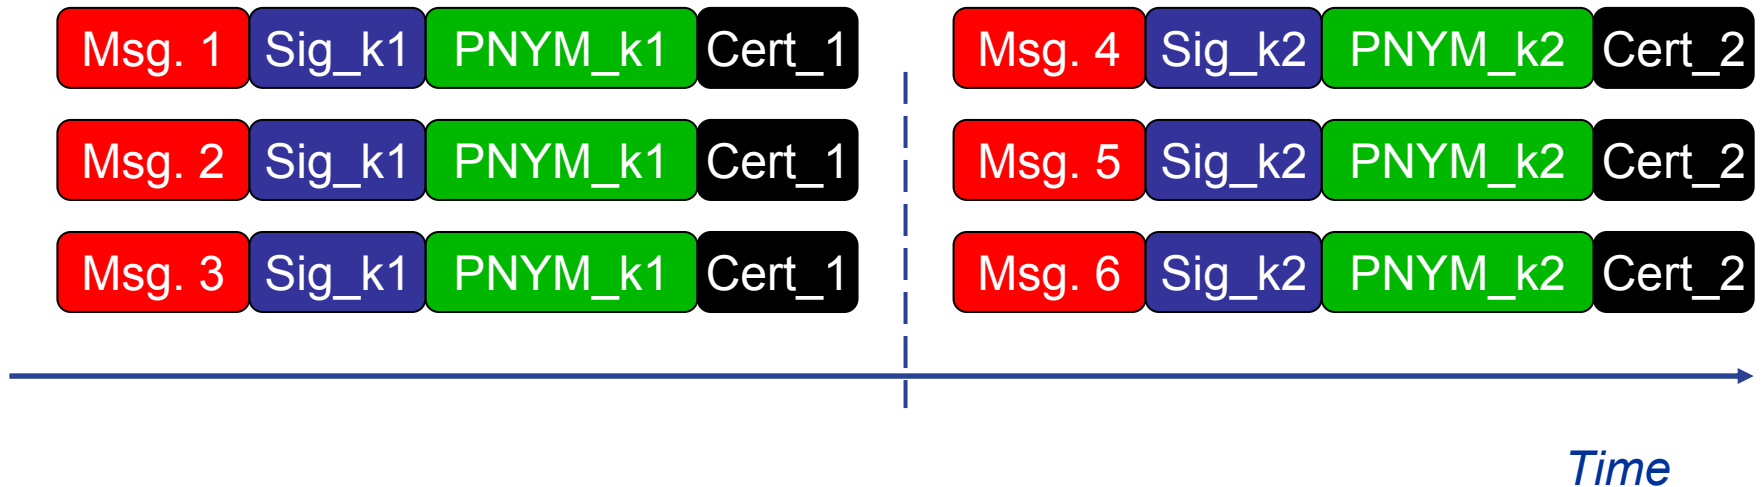 Msg. 1 Sig_k1 PNYM_k1 Cert_1 Msg. 4 Sig_k2 PNYM_k2 Cert_2
Msg. 2 Sig_k1 PNYM_k1 Cert_1 Msg. 5 Sig_k2 PNYM_k2 Cert_2
Msg. 3 Sig_k1 PNYM_k1 Cert_1 Msg. 6 Sig_k2 PNYM_k2 Cert_2
Time